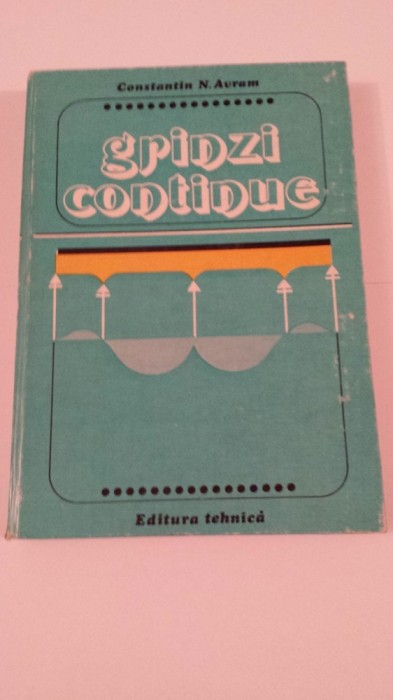 Constantin N. Avram
grinzi
continue
Editura tehnică